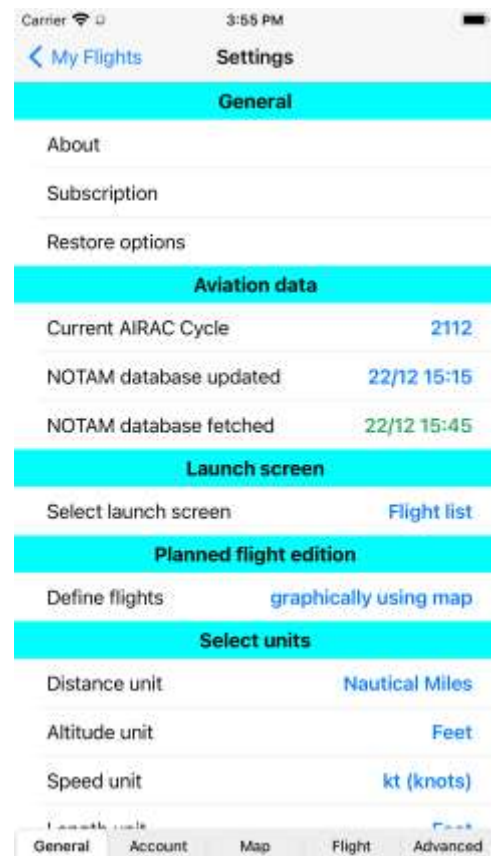 Carrier 3:55 PM
My Flights Settings
General
About
Subscription
Restore options
Aviation data
Current AIRAC Cycle 2112
NOTAM database updated 22/12 15:15
NOTAM database fetched 22/12 15:45
Launch screen
Select launch screen Flight list
Planned flight edition
Define flights graphically using map
Select units
Distance unit Nautical Miles
Altitude unit Feet
Speed unit kt (knots)
Length unit Feet
General Account Map Flight Advanced